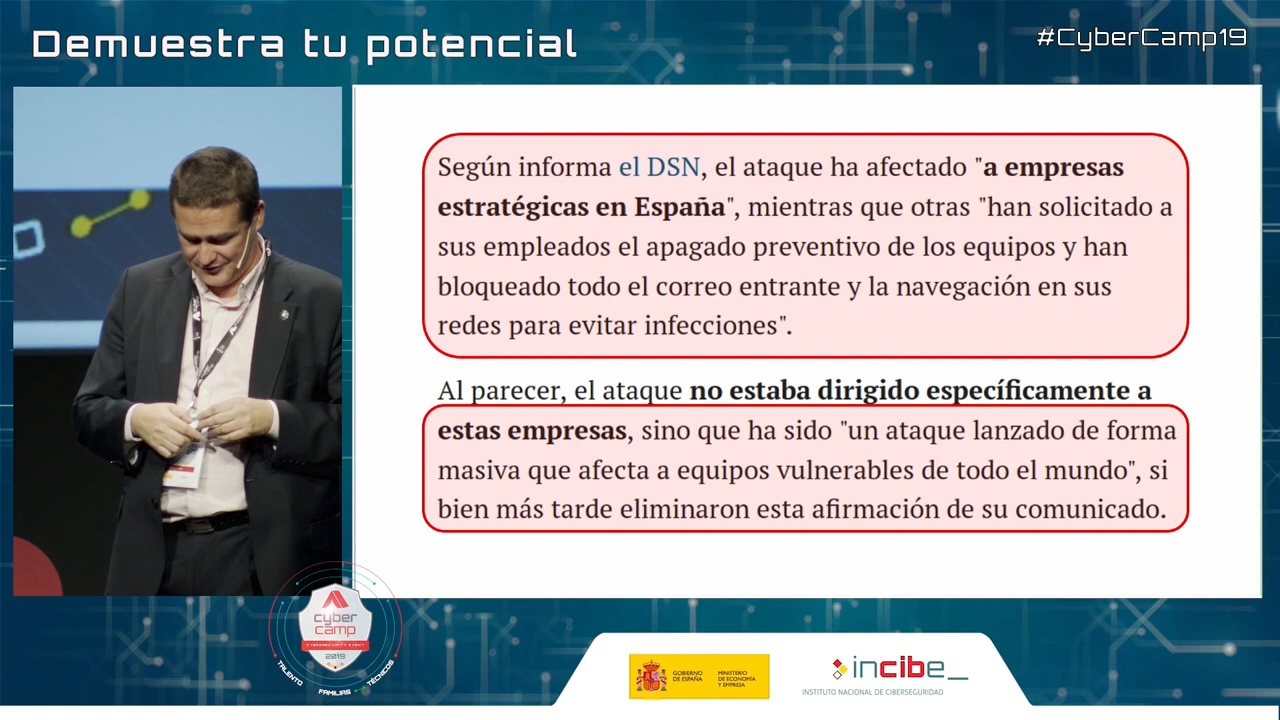 Demuestra tu potencial
#CyberCamp19
Según informa el DSN, el ataque ha afectado "a empresas
estratégicas en España", mientras que otras "han solicitado a
sus empleados el apagado preventivo de los equipos y han
bloqueado todo el correo entrante y la navegación en sus
redes para evitar infecciones".
Al parecer, el ataque no estaba dirigido específicamente a
estas empresas, sino que ha sido "un ataque lanzado de forma
masiva que afecta a equipos vulnerables de todo el mundo", si
bien más tarde eliminaron esta afirmación de su comunicado.
cyber
camp
2019
TALENTO
FAMILIAS
TÉCNICOS
GOBIERNO
DE ESPAÑA
MINISTERIO
DE ECONOMÍA
Y EMPRESA
incibe_
INSTITUTO NACIONAL DE CIBERSEGURIDAD